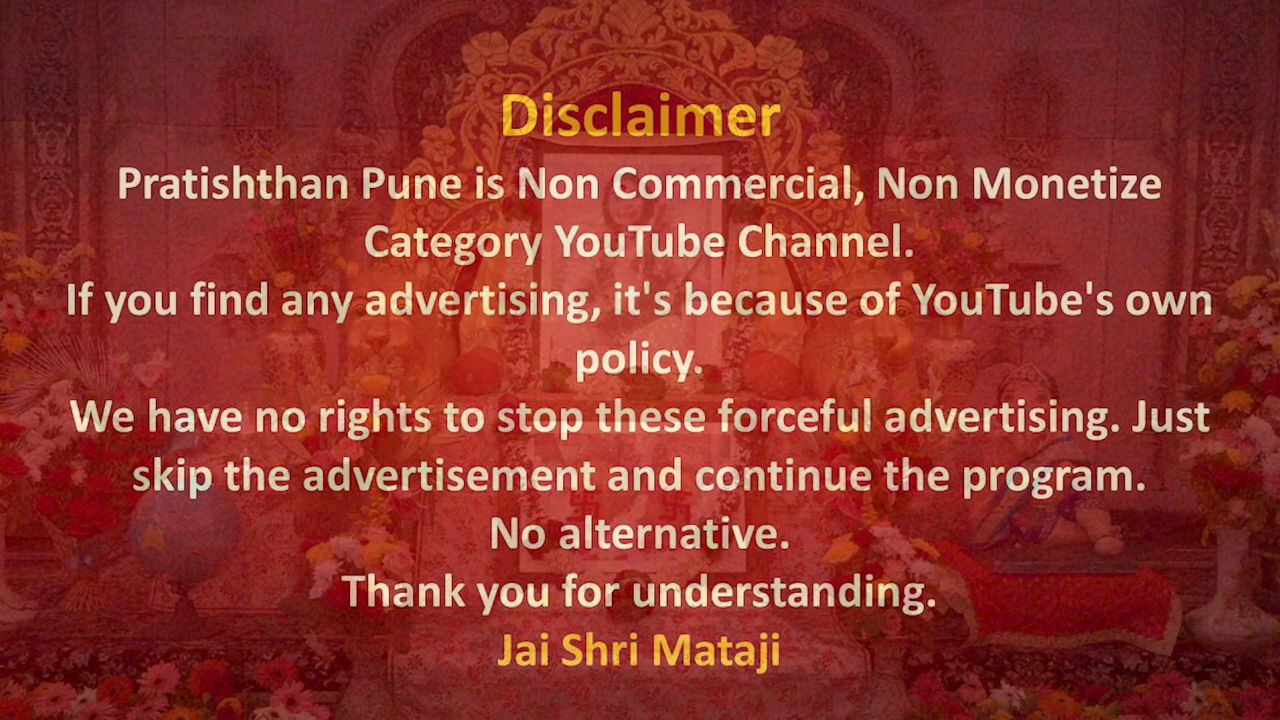 Disclaimer
Pratishthan Pune is Non Commercial, Non Monetize
Category YouTube Channel.
If you find any advertising, it's because of YouTube's own
policy.
We have no rights to stop these forceful advertising. Just
skip the advertisement and continue the program.
No alternative.
Thank you for understanding.
Jai Shri Mataji